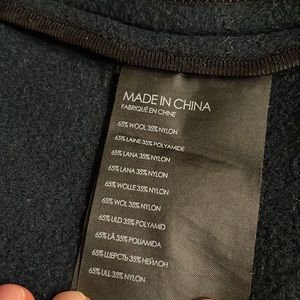 MADE IN CHINA
FABRIQUÉ EN CHINE
65% WOOL 35% NYLON
65% LAINE 35% POLYAMIDE
65% LANA 35% NYLON
65% LANA 35% NYLON
65% WOLLE 35% NYLON
65% WOL 35% NYLON
65% ULD 35% POLYAMID
65% LÃ 35% POLIAMIDA
65% ШЕРСТЬ 35% НЕЙЛОН
65% ULL 35% NYLON